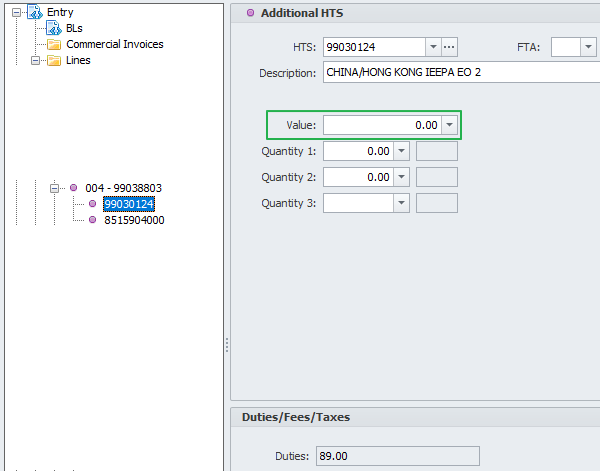 Entry
BLs
Commercial Invoices
Lines
004 - 99038803
99030124
8515904000
Additional HTS
HTS: 99030124 ... FTA:
Description: CHINA/HONG KONG IEEPA EO 2
Value: 0.00
Quantity 1: 0.00
Quantity 2: 0.00
Quantity 3:
Duties/Fees/Taxes
Duties: 89.00